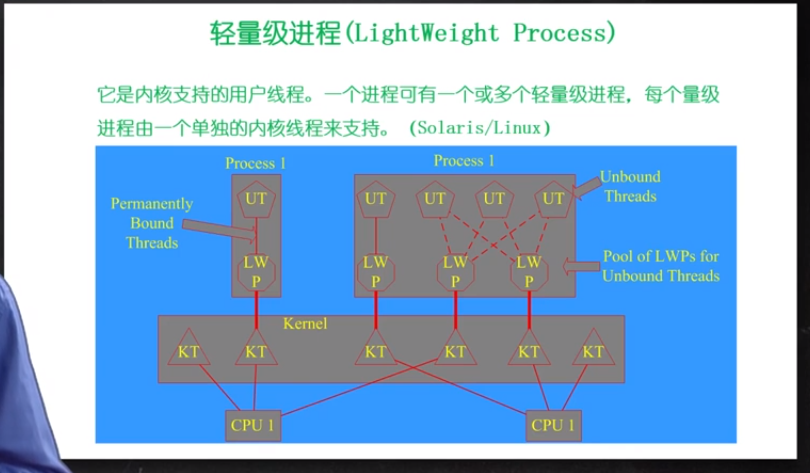 轻量级进程(LightWeight Process)
它是内核支持的用户线程。一个进程可有一个或多个轻量级进程，每个量级
进程由一个单独的内核线程来支持。（Solaris/Linux）
Process 1
Process 1
Unbound
Threads
UT
UT
UT
UT
UT
Permanently
Bound
Threads
LW
P
LW
P
LW
P
LW
P
Pool of LWPs for
Unbound Threads
Kernel
KT
KT
KT
KT
KT
KT
CPU 1
CPU 1